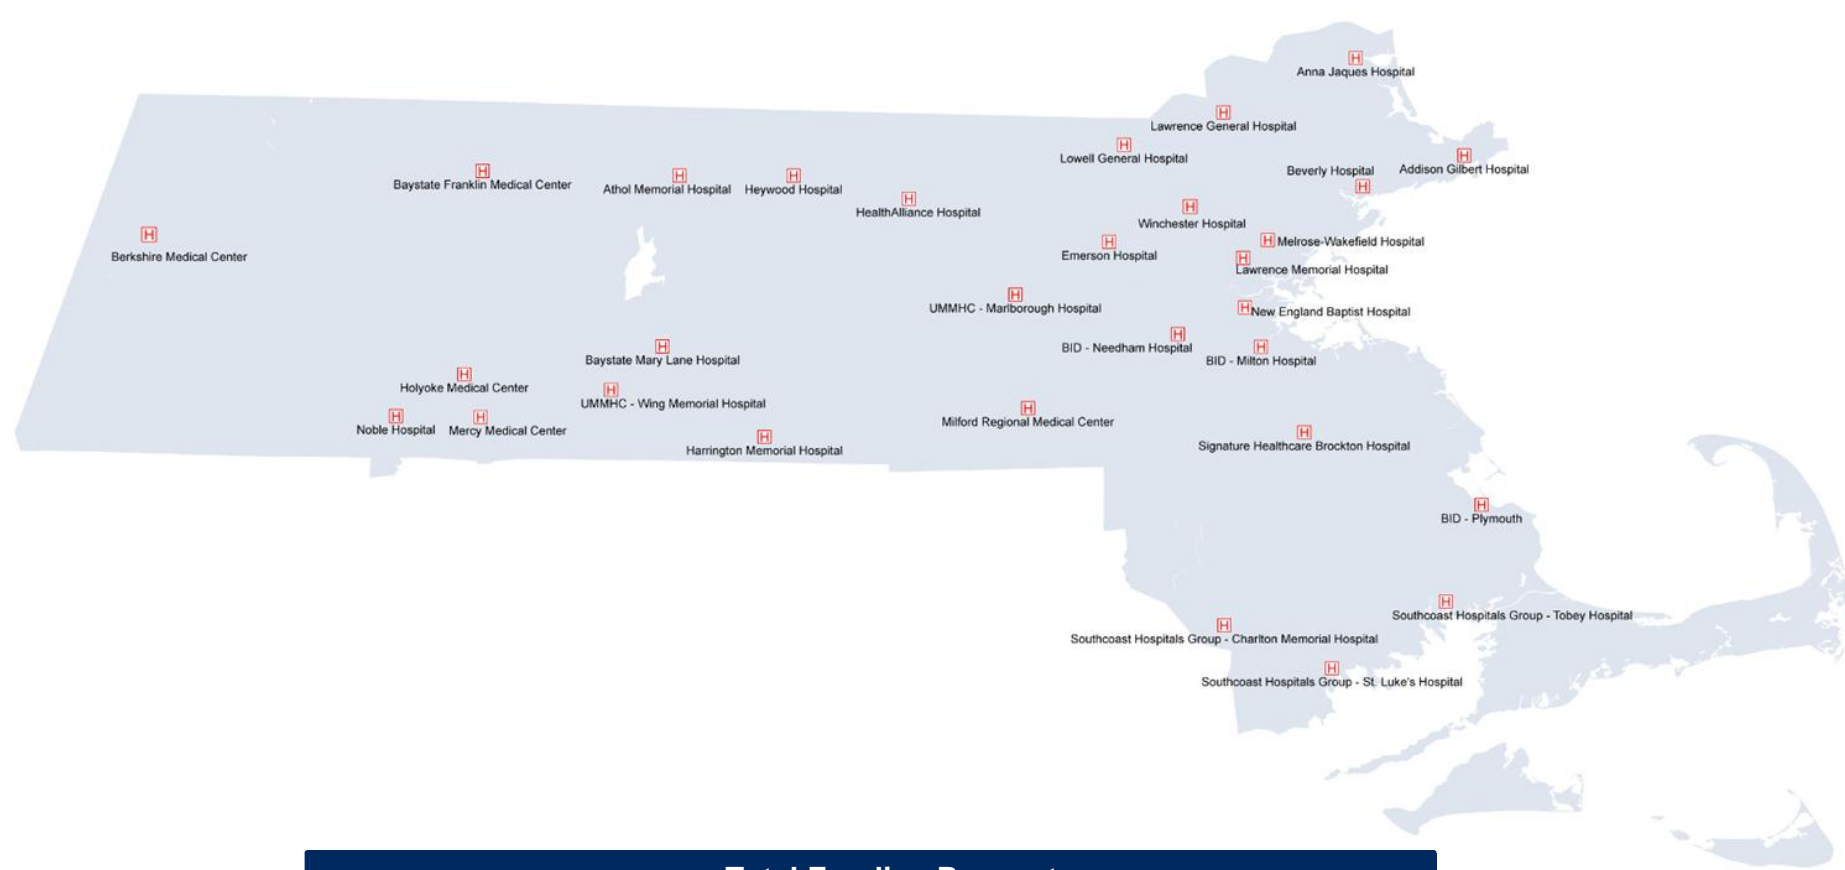 H
Anna Jaques Hospital
H
Lawrence General Hospital
H
Lowell General Hospital
Beverly Hospital
H
H
Addison Gilbert Hospital
H
Baystate Franklin Medical Center
H
Athol Memorial Hospital
H
Heywood Hospital
H
HealthAlliance Hospital
H
Winchester Hospital
H
Berkshire Medical Center
H
Emerson Hospital
H Melrose-Wakefield Hospital
H
Lawrence Memorial Hospital
H
UMMHC - Marlborough Hospital
H New England Baptist Hospital
H
BID - Needham Hospital
H
BID - Milton Hospital
H
Baystate Mary Lane Hospital
H
Holyoke Medical Center
H
UMMHC - Wing Memorial Hospital
H
Noble Hospital
H
Mercy Medical Center
H
Harrington Memorial Hospital
H
Milford Regional Medical Center
H
Signature Healthcare Brockton Hospital
H
BID - Plymouth
H
Southcoast Hospitals Group - Tobey Hospital
H
Southcoast Hospitals Group - Charlton Memorial Hospital
H
Southcoast Hospitals Group - St. Luke's Hospital